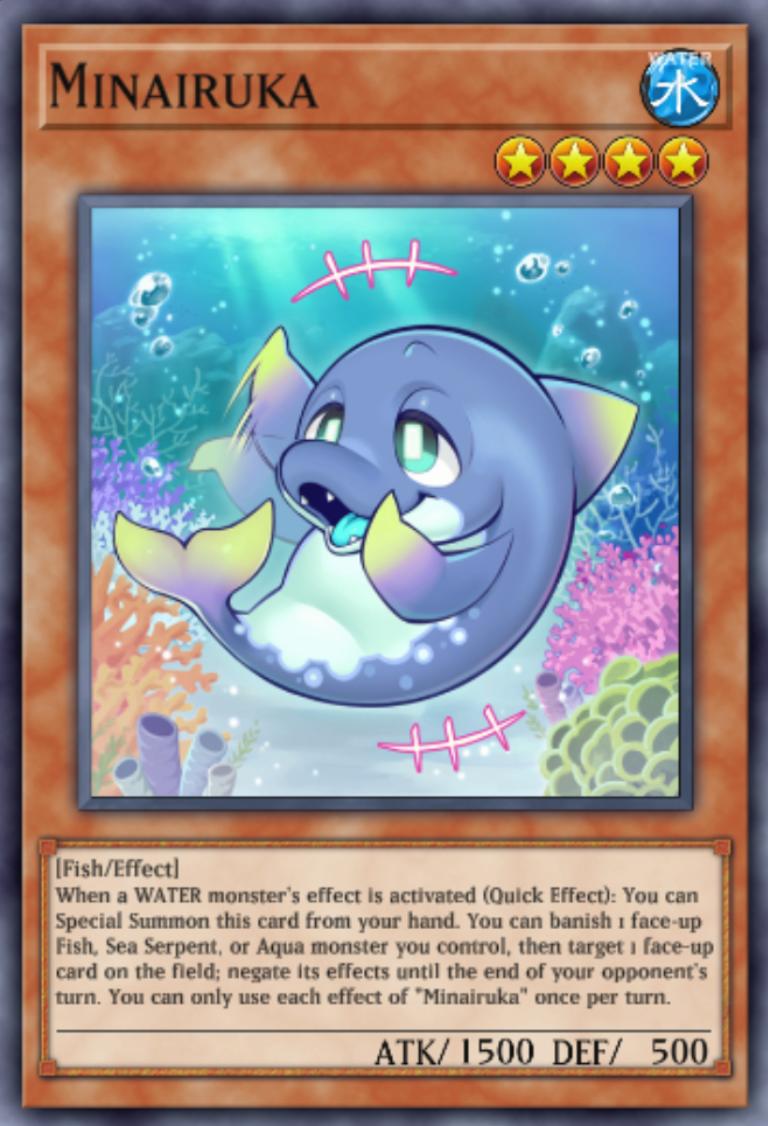 MINAIRUKA
WATER
水
[Fish/Effect]
When a WATER monster's effect is activated (Quick Effect): You can
Special Summon this card from your hand. You can banish 1 face-up
Fish, Sea Serpent, or Aqua monster you control, then target 1 face-up
card on the field; negate its effects until the end of your opponent's
turn. You can only use each effect of "Minairuka" once per turn.
ATK/ 1500 DEF/ 500